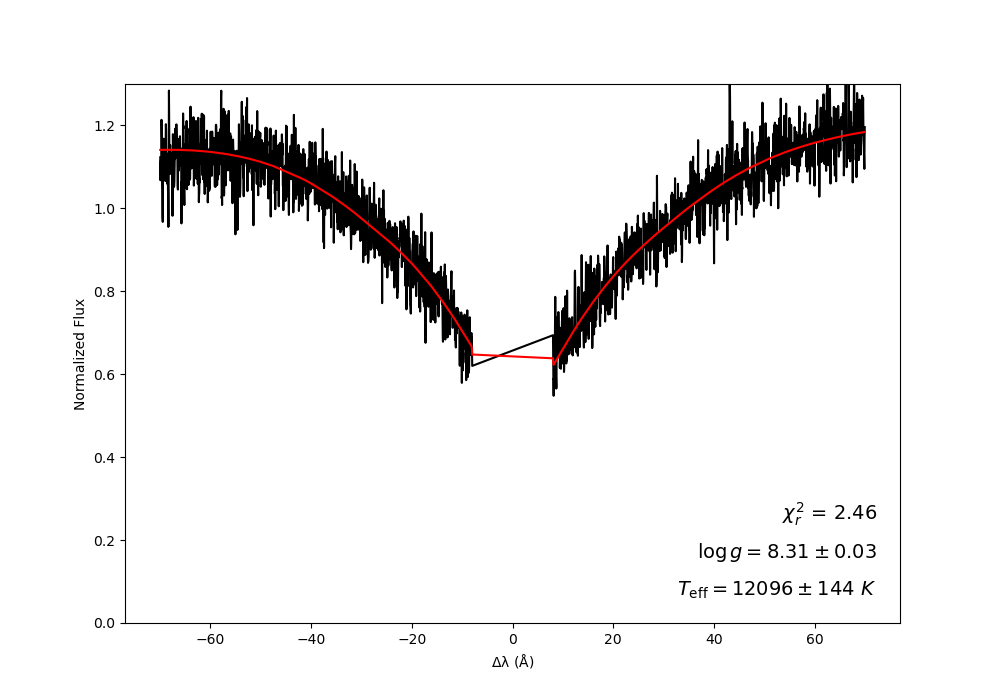 1.2
1.0
0.8
0.6
0.4
0.2
0.0
Normalized Flux
χ²ᵣ = 2.46
log g = 8.31 ± 0.03
T_eff = 12096 ± 144 K
−60 −40 −20 0 20 40 60
Δλ (Å)